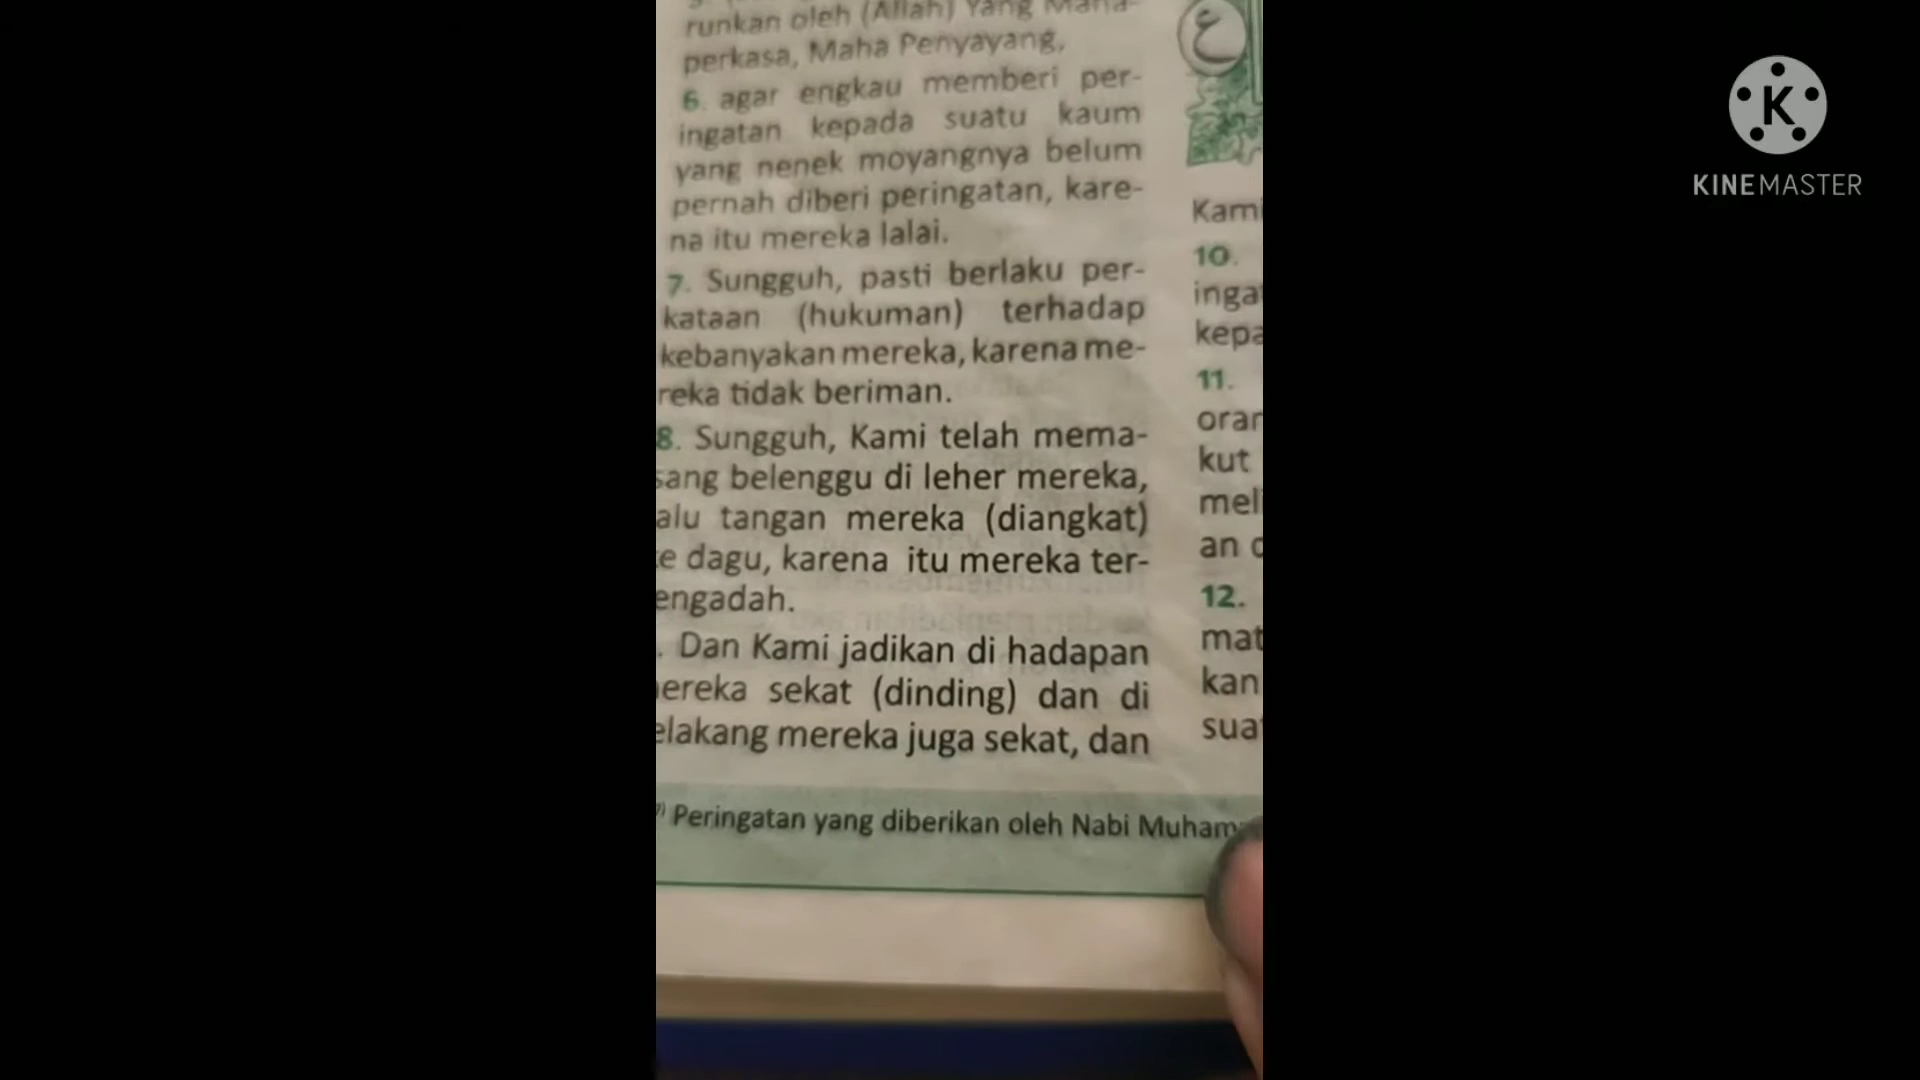 runkan oleh (Allah) Yang Maha-
perkasa, Maha Penyayang,
6. agar engkau memberi per-
ingatan kepada suatu kaum
yang nenek moyangnya belum
pernah diberi peringatan, kare-
na itu mereka lalai.
7. Sungguh, pasti berlaku per-
kataan (hukuman) terhadap
kebanyakan mereka, karena me-
reka tidak beriman.
8. Sungguh, Kami telah mema-
sang belenggu di leher mereka,
alu tangan mereka (diangkat)
e dagu, karena itu mereka ter-
engadah.
. Dan Kami jadikan di hadapan
ereka sekat (dinding) dan di
elakang mereka juga sekat, dan
Peringatan yang diberikan oleh Nabi Muham
ع
Kami
10.
inga
kepa
11.
oran
kut
meli
an
12.
mat
kan
sua
K
KINEMASTER